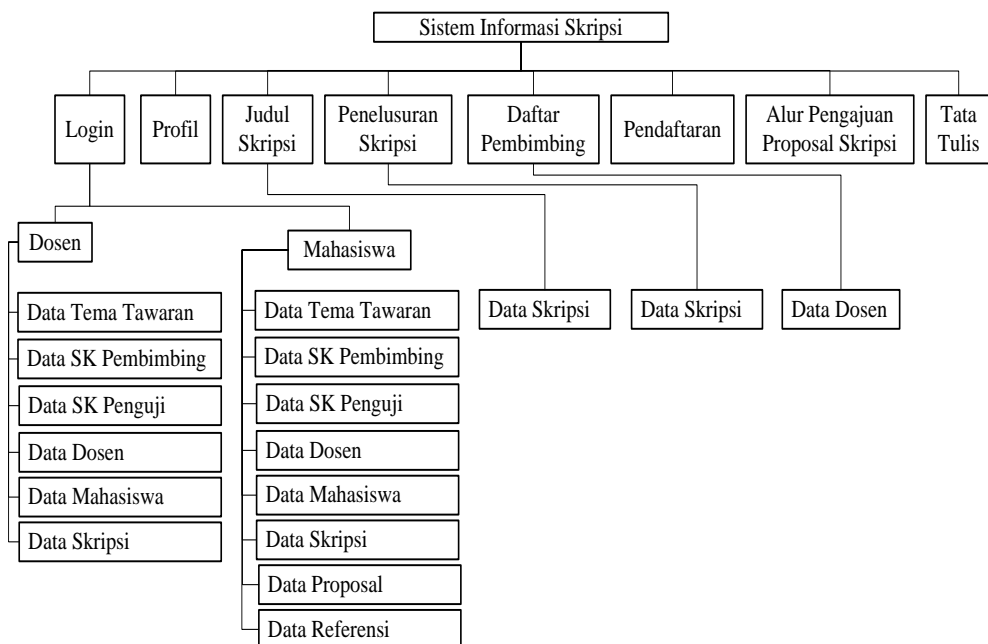 Sistem Informasi Skripsi
Login
Profil
Judul
Skripsi
Penelusuran
Skripsi
Daftar
Pembimbing
Pendaftaran
Alur Pengajuan
Proposal Skripsi
Tata
Tulis
Dosen
Data Tema Tawaran
Data SK Pembimbing
Data SK Penguji
Data Dosen
Data Mahasiswa
Data Skripsi
Mahasiswa
Data Tema Tawaran
Data SK Pembimbing
Data SK Penguji
Data Dosen
Data Mahasiswa
Data Skripsi
Data Proposal
Data Referensi
Data Skripsi
Data Skripsi
Data Dosen